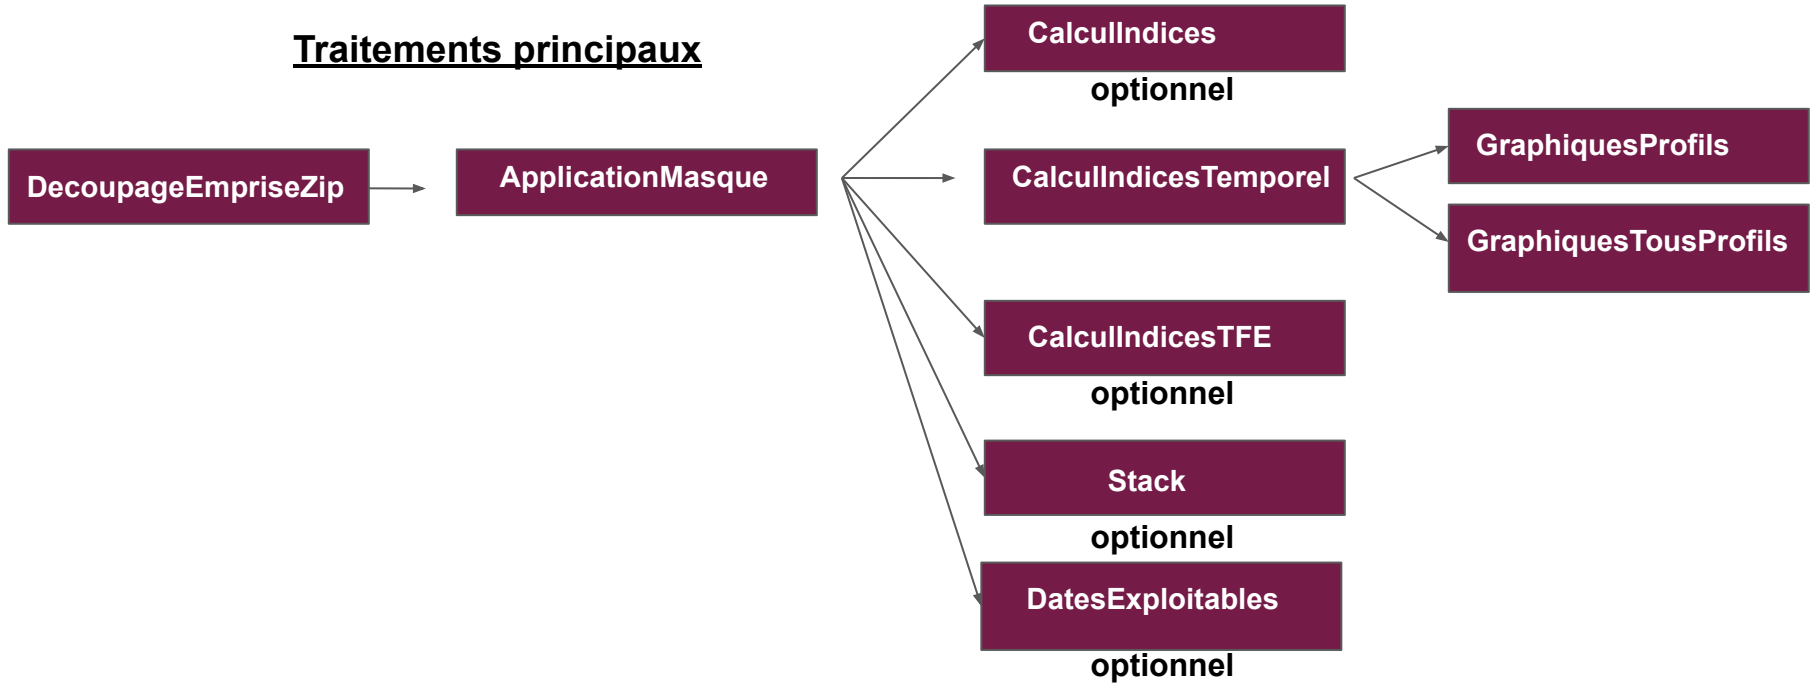 Traitements principaux
DecoupageEmpriseZip
ApplicationMasque
CalculIndices
optionnel
CalculIndicesTemporel
GraphiquesProfils
GraphiquesTousProfils
CalculIndicesTFE
optionnel
Stack
optionnel
DatesExploitables
optionnel